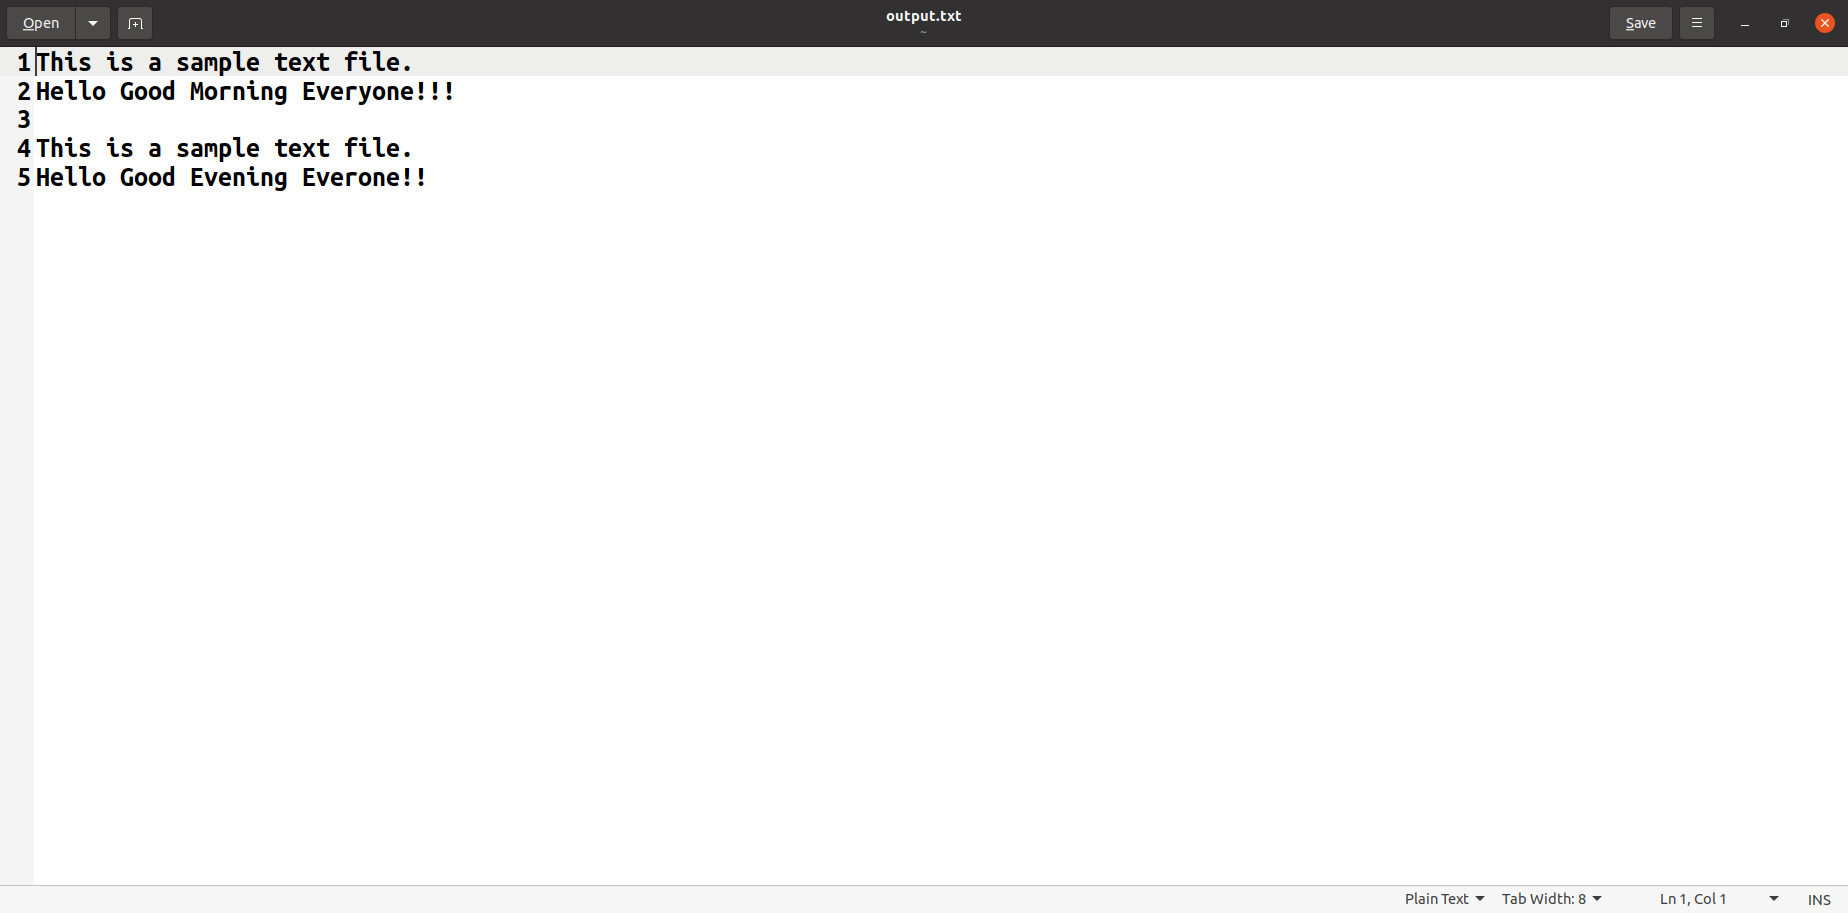 Open
output.txt
~
Save
1 This is a sample text file.
2 Hello Good Morning Everyone!!!
3
4 This is a sample text file.
5 Hello Good Evening Everone!!
Plain Text Tab Width: 8 Ln 1, Col 1 INS